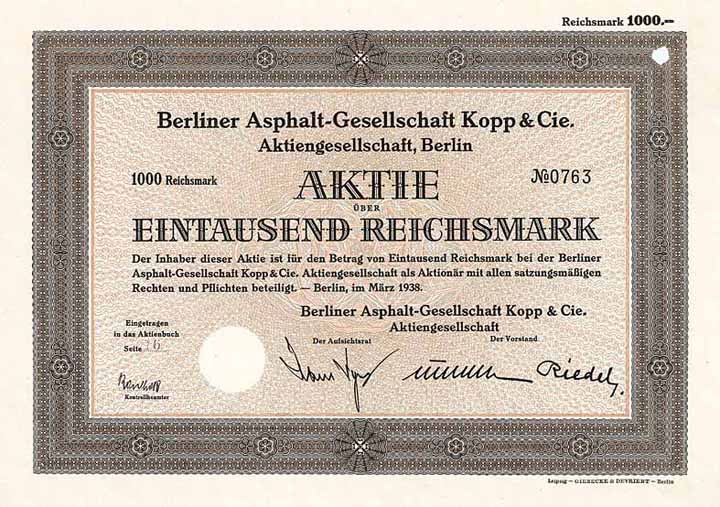 Reichsmark 1000.--
Berliner Asphalt-Gesellschaft Kopp & Cie.
Aktiengesellschaft, Berlin
1000 Reichsmark
AKTIE
№0763
ÜBER
EINTAUSEND REICHSMARK
Der Inhaber dieser Aktie ist für den Betrag von Eintausend Reichsmark bei der Berliner
Asphalt-Gesellschaft Kopp & Cie. Aktiengesellschaft als Aktionär mit allen satzungsmäßigen
Rechten und Pflichten beteiligt. — Berlin, im März 1938.
Berliner Asphalt-Gesellschaft Kopp & Cie.
Aktiengesellschaft
Eingetragen
in das Aktienbuch
Seite 16
Der Aufsichtsrat
Der Vorstand
Riedel.
Kontrollbeamter
Leipzig — GIESECKE & DEVRIENT — Berlin